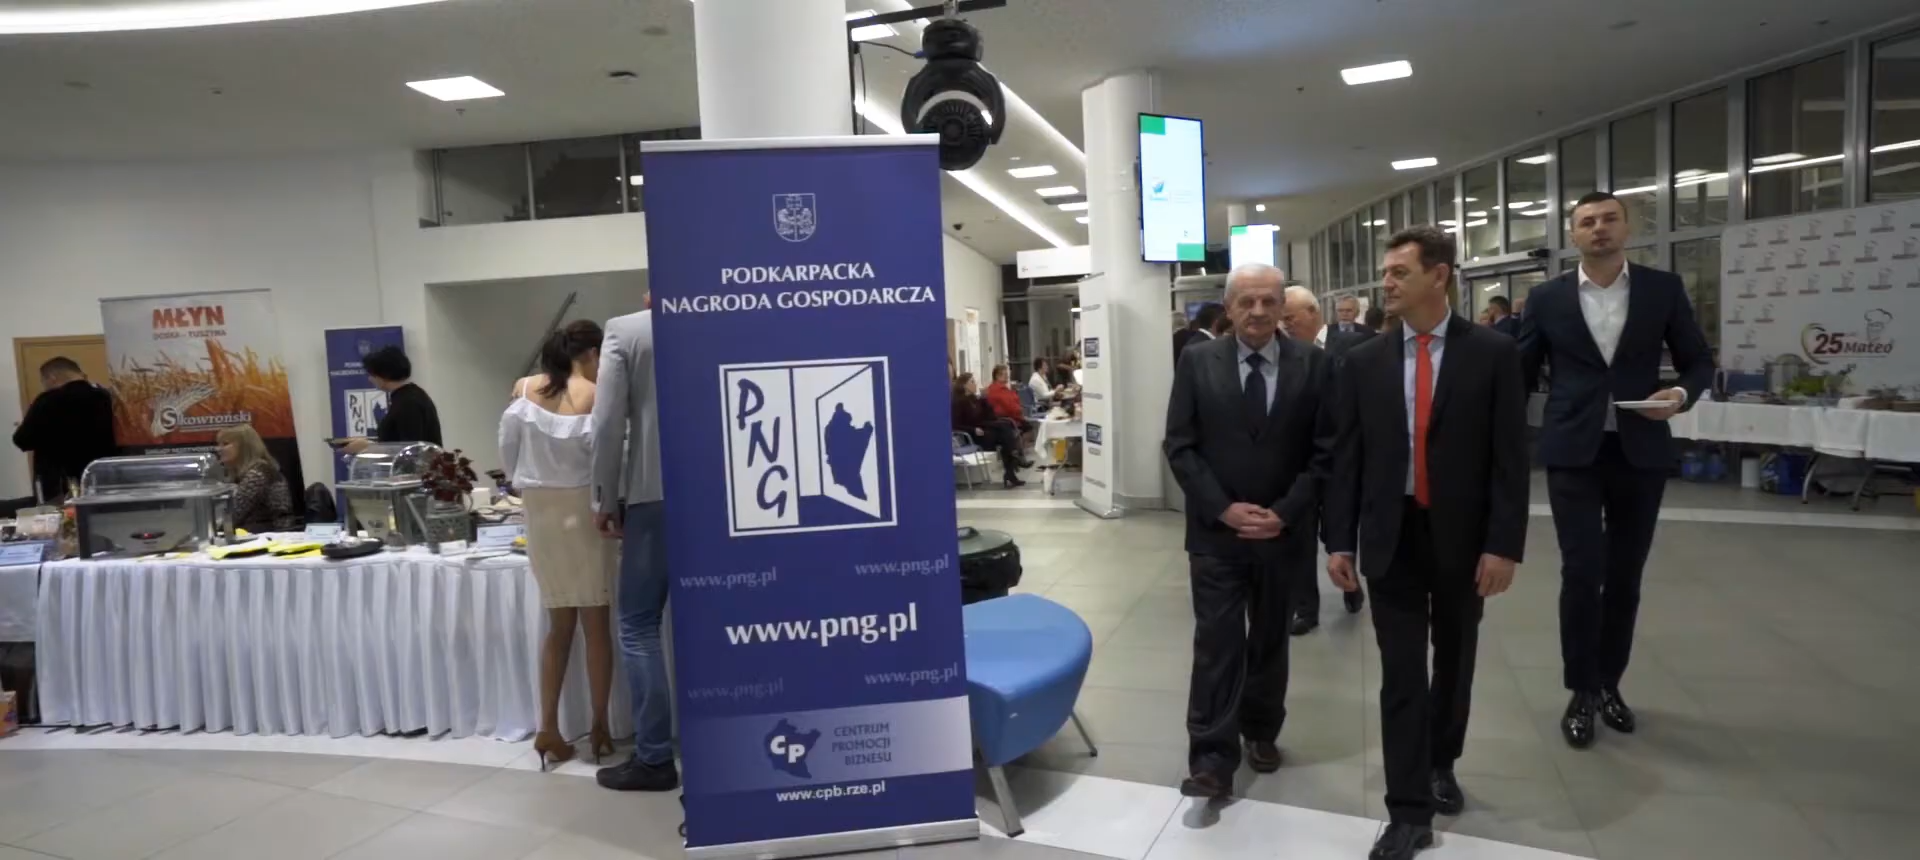 MŁYN
Skowroński
PNG
PODKARPACKA
NAGRODA GOSPODARCZA
PNG
www.png.pl
www.png.pl
www.png.pl
www.png.pl
www.png.pl
CP
CENTRUM
PROMOCJI
BIZNESU
www.cpb.rze.pl
25 Mateo